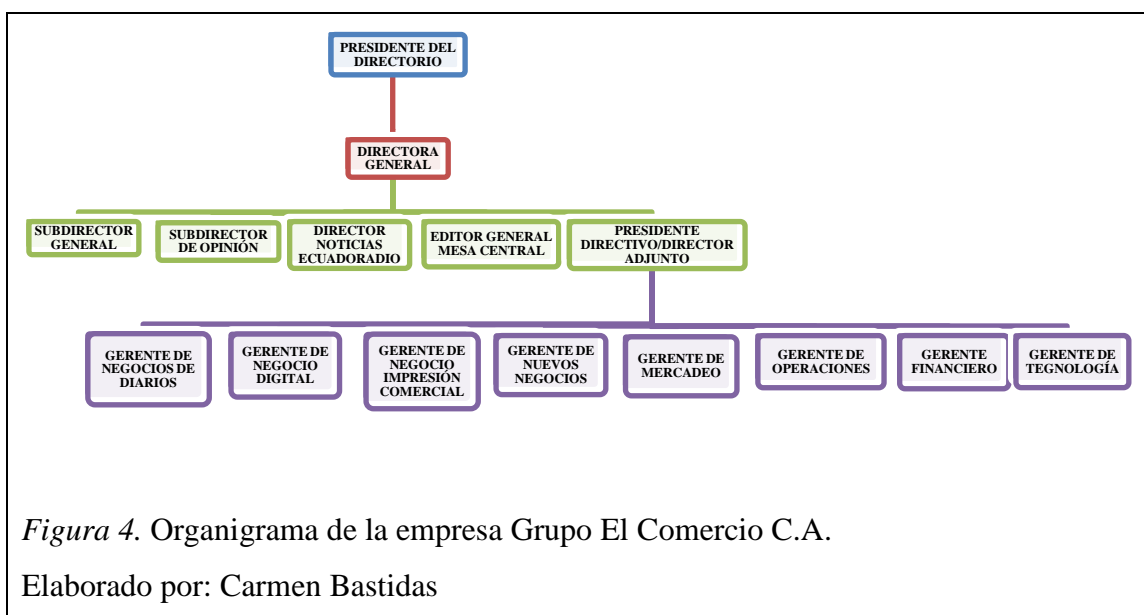 PRESIDENTE DEL
DIRECTORIO
DIRECTORA
GENERAL
SUBDIRECTOR
GENERAL
SUBDIRECTOR
DE OPINIÓN
DIRECTOR
NOTICIAS
ECUADORADIO
EDITOR GENERAL
MESA CENTRAL
PRESIDENTE
DIRECTIVO/DIRECTOR
ADJUNTO
GERENTE DE
NEGOCIOS DE
DIARIOS
GERENTE DE
NEGOCIO
DIGITAL
GERENTE DE
NEGOCIO
IMPRESIÓN
COMERCIAL
GERENTE DE
NUEVOS
NEGOCIOS
GERENTE DE
MERCADEO
GERENTE DE
OPERACIONES
GERENTE
FINANCIERO
GERENTE DE
TEGNOLOGÍA
Figura 4. Organigrama de la empresa Grupo El Comercio C.A.
Elaborado por: Carmen Bastidas